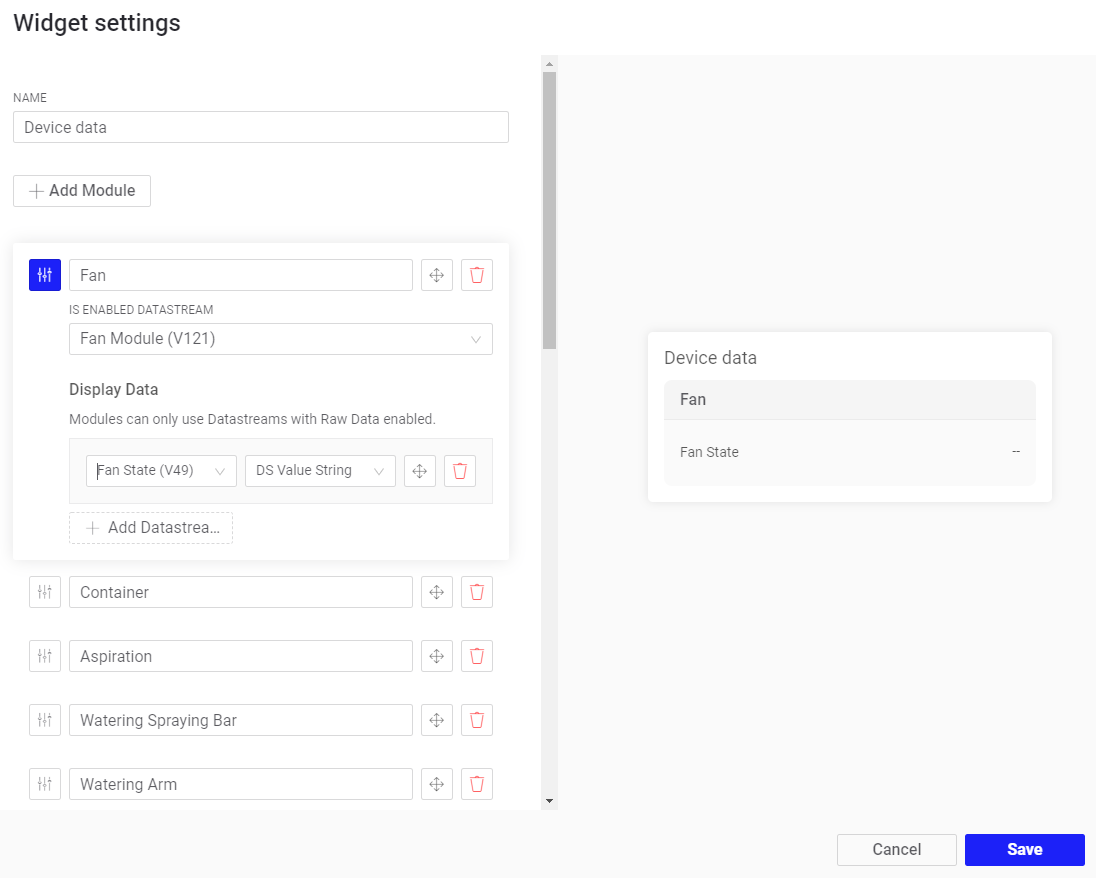 Widget settings
NAME
Device data
Add Module
Fan
IS ENABLED DATASTREAM
Fan Module (V121)
Display Data
Modules can only use Datastreams with Raw Data enabled.
Fan State (V49)
DS Value String
Add Datastrea...
Container
Aspiration
Watering Spraying Bar
Watering Arm
Device data
Fan
Fan State
--
Cancel
Save